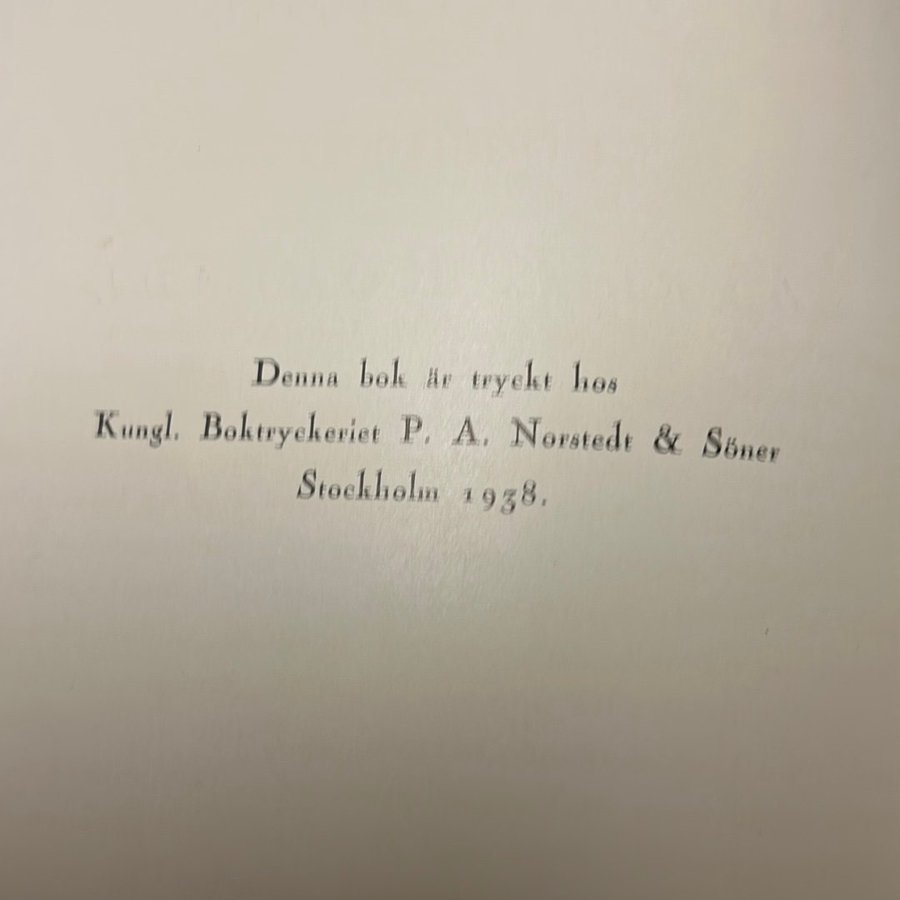 Denna bok är tryckt hos
Kungl. Boktryckeriet P. A. Norstedt & Söner
Stockholm 1938.